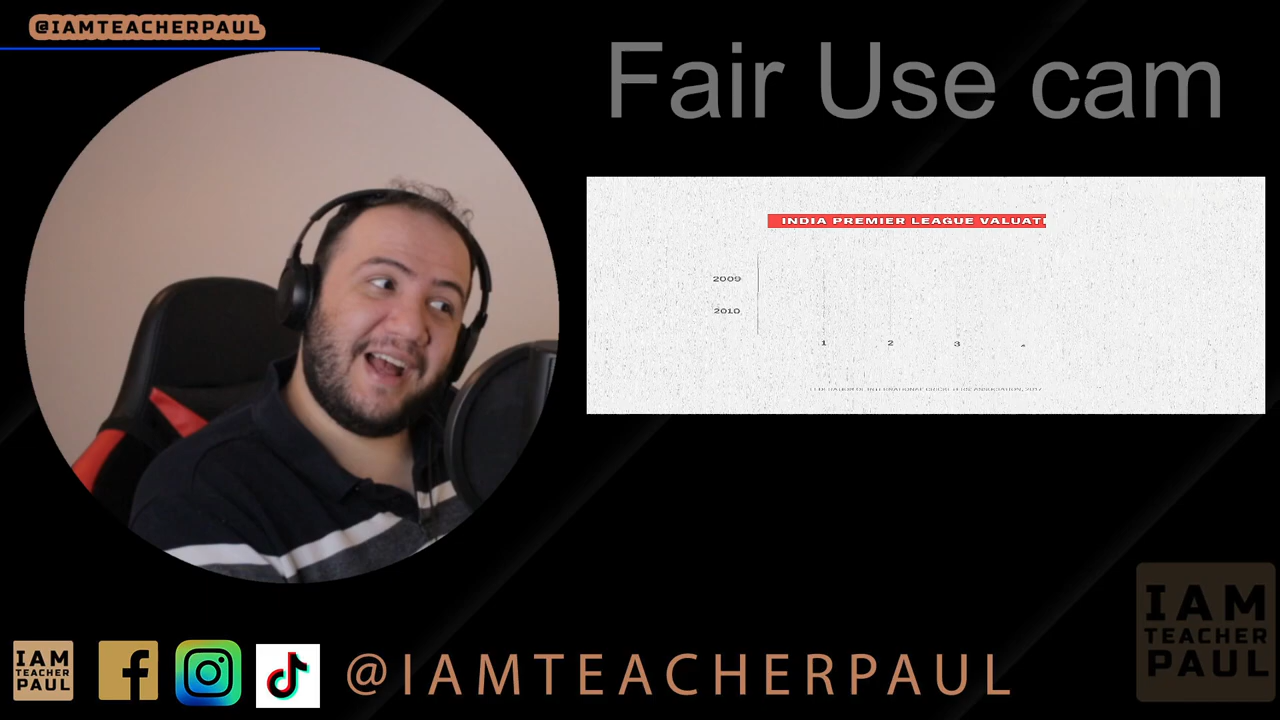 @IAMTEACHERPAUL
Fair Use cam
INDIA PREMIER LEAGUE VALUATI
2009
2010
1 2 3
IAM
TEACHER
PAUL
@IAMTEACHERPAUL
IAM
TEACHER
PAUL